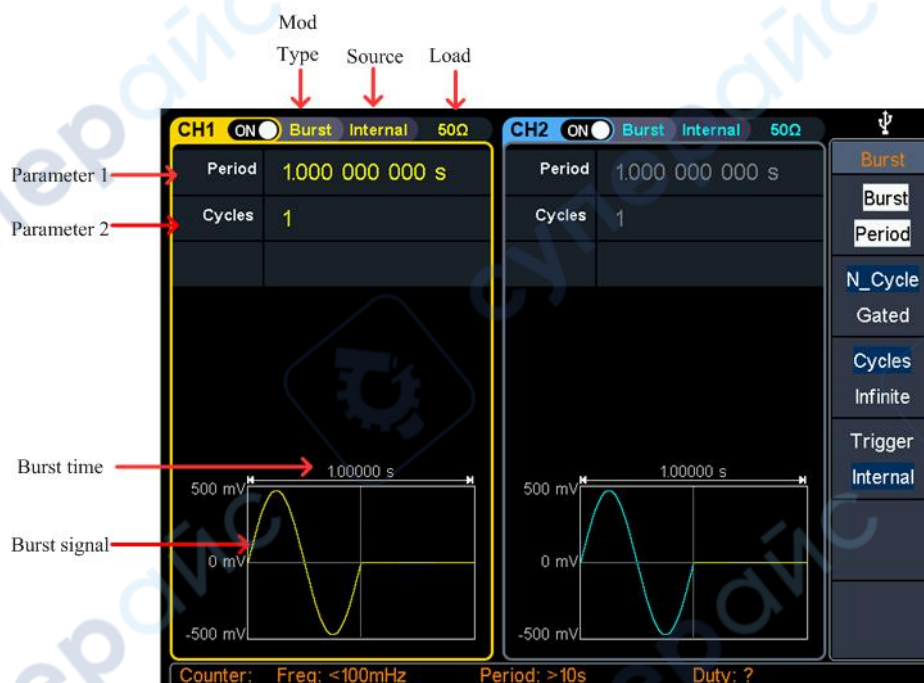 Mod
Type Source Load
CH1 ON Burst Internal 50Ω CH2 ON Burst Internal 50Ω
Burst
Parameter 1 Period 1.000 000 000 s Period 1.000 000 000 s
Burst
Period
Parameter 2 Cycles 1 Cycles 1
N_Cycle
Gated
Cycles
Infinite
Trigger
Internal
Burst time 1.00000 s 1.00000 s
500 mV 500 mV
Burst signal
0 mV 0 mV
-500 mV -500 mV
Counter: Freq: <100mHz Period: >10s Duty: ?
суперайс